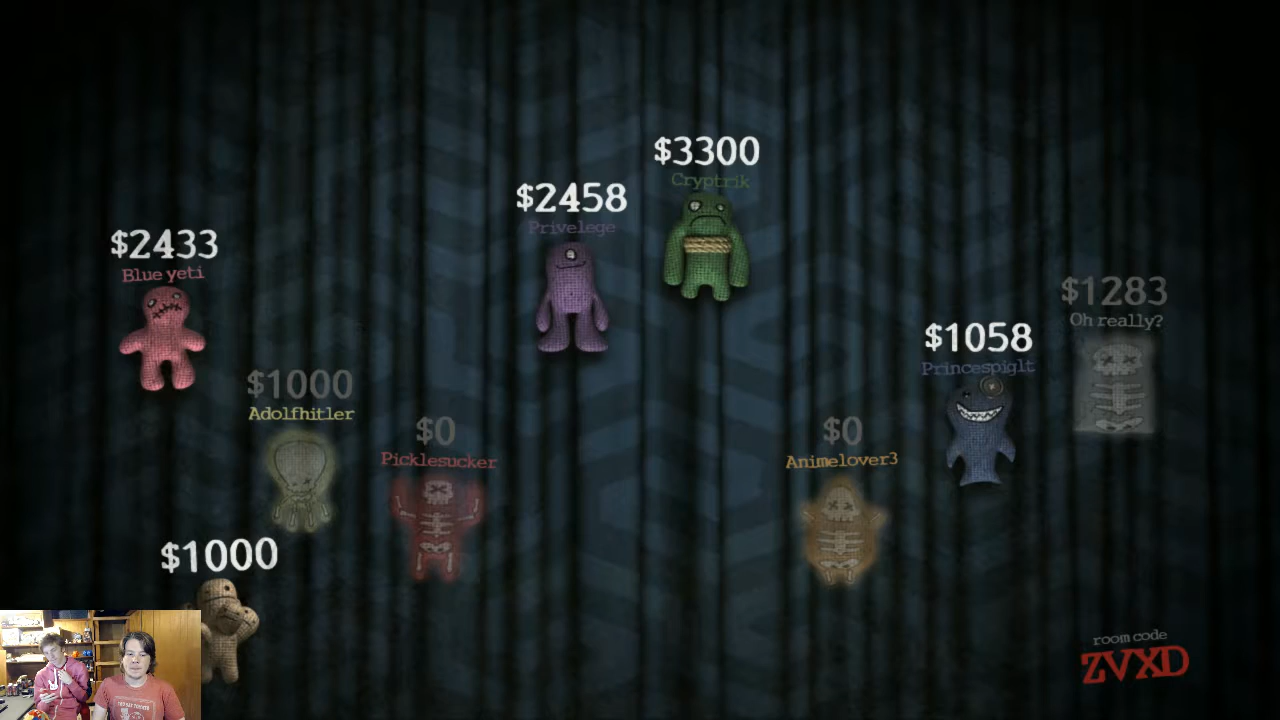 $3300
Cryptrik
$2458
Privelege
$2433
Blue yeti
$1283
Oh really?
$1058
Princespiglt
$1000
Adolfhitler
$0
Picklesucker
$0
Animelover3
$1000
room code
ZVXD